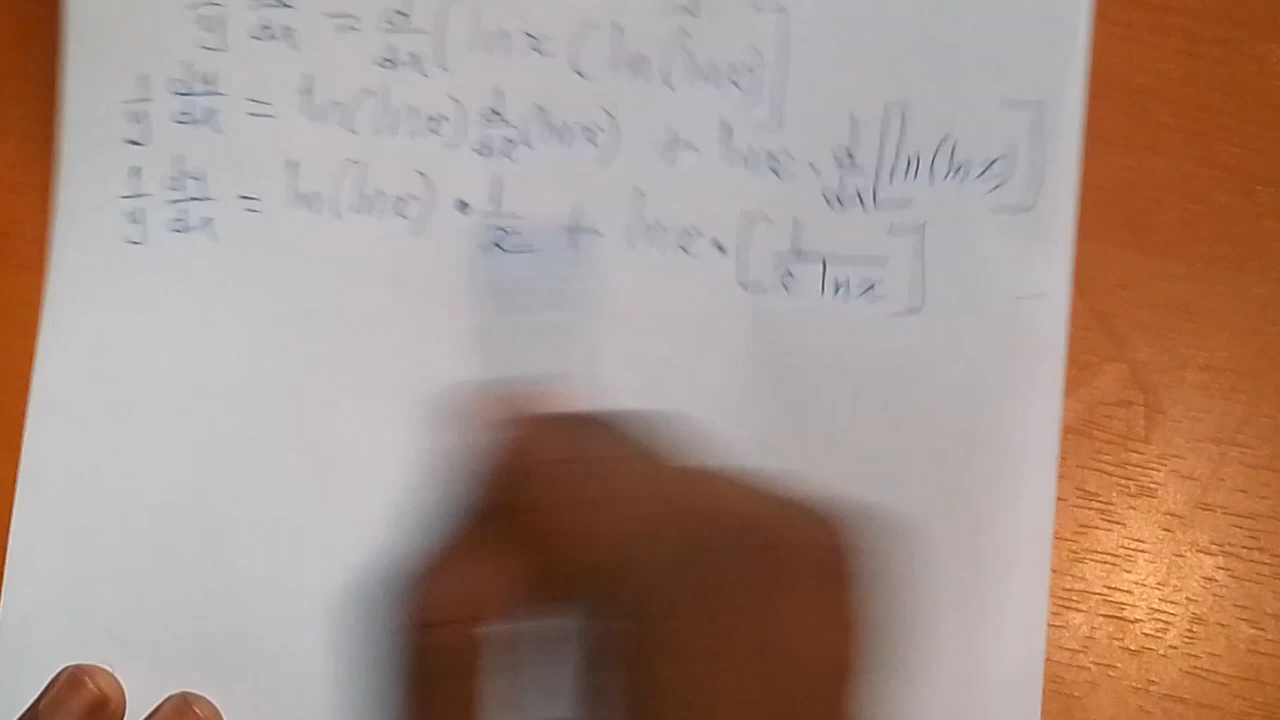 1/y dy/dx = d/dx [ln x (ln(ln x)]
1/y dy/dx = ln(ln x) d/dx (ln x) + ln x · d/dx [ln(ln x)]
1/y dy/dx = ln(ln x) · 1/x + ln x · [1/(x ln x)]